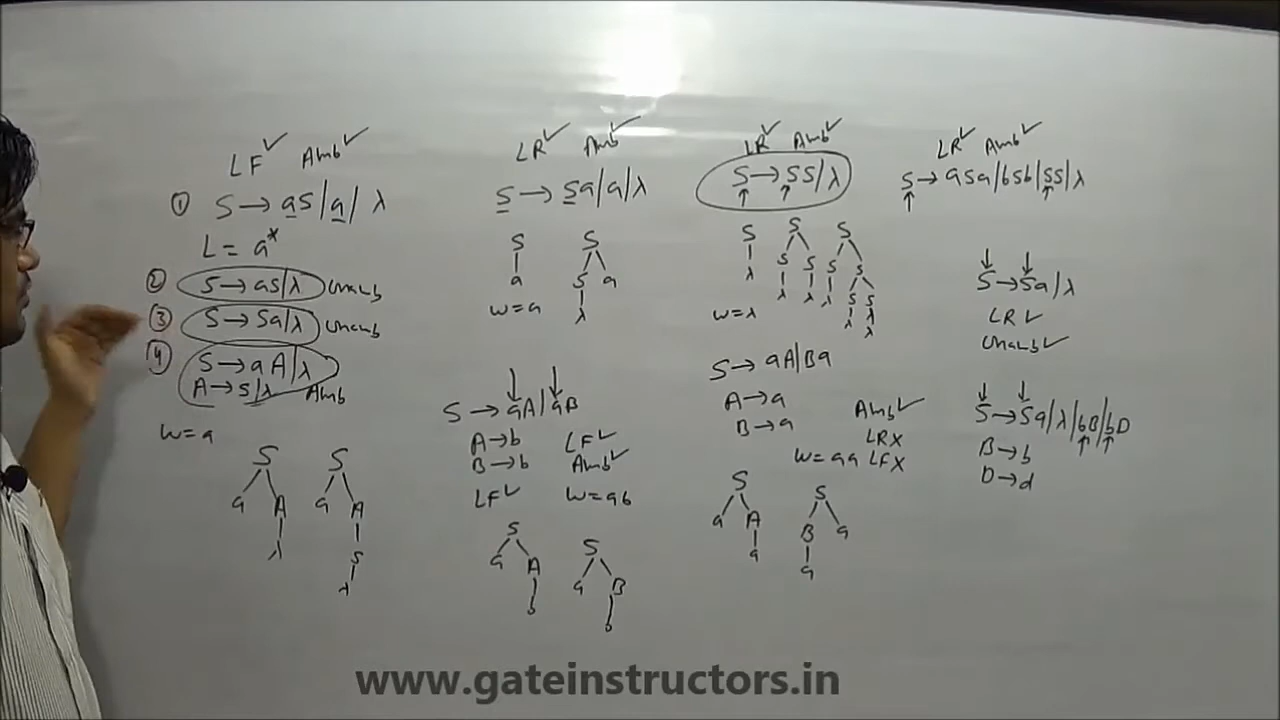 LF✓ Amb✓
① S → aS | a | λ
L = a*
② S → aS | λ Unamb
③ S → Sa | λ Unamb
④ S → aA | λ
A → S | λ Amb
w = a
S S
a A a A
λ S
λ
LR✓ Amb✓
S → Sa | a | λ
S S
a S a
w = a λ
S → aA | aB
A → b LF✓
B → b Amb✓
LF✓ w = ab
S S
a A a B
b b
LR✓ Amb✓
S → SS | λ
S S S
λ S S S S
λ λ λ S S
w = λ λ λ
λ
S → aA | Ba
A → a Amb✓
B → a LRX
w = aa LFX
S S
a A B a
a a
LR✓ Amb✓
S → aSa | bSb | SS | λ
S → Sa | λ
LR✓
Unamb✓
S → Sa | λ | bB | bD
B → b
D → d
www.gateinstructors.in